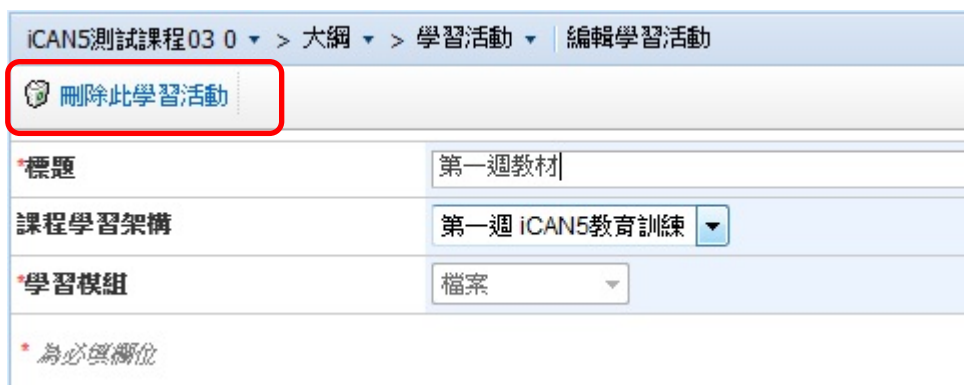 iCAN5測試課程03 0 ▼ > 大綱 ▼ > 學習活動 ▼ | 編輯學習活動
刪除此學習活動
*標題 第一週教材
課程學習架構 第一週 iCAN5教育訓練
*學習模組 檔案
* 為必填欄位